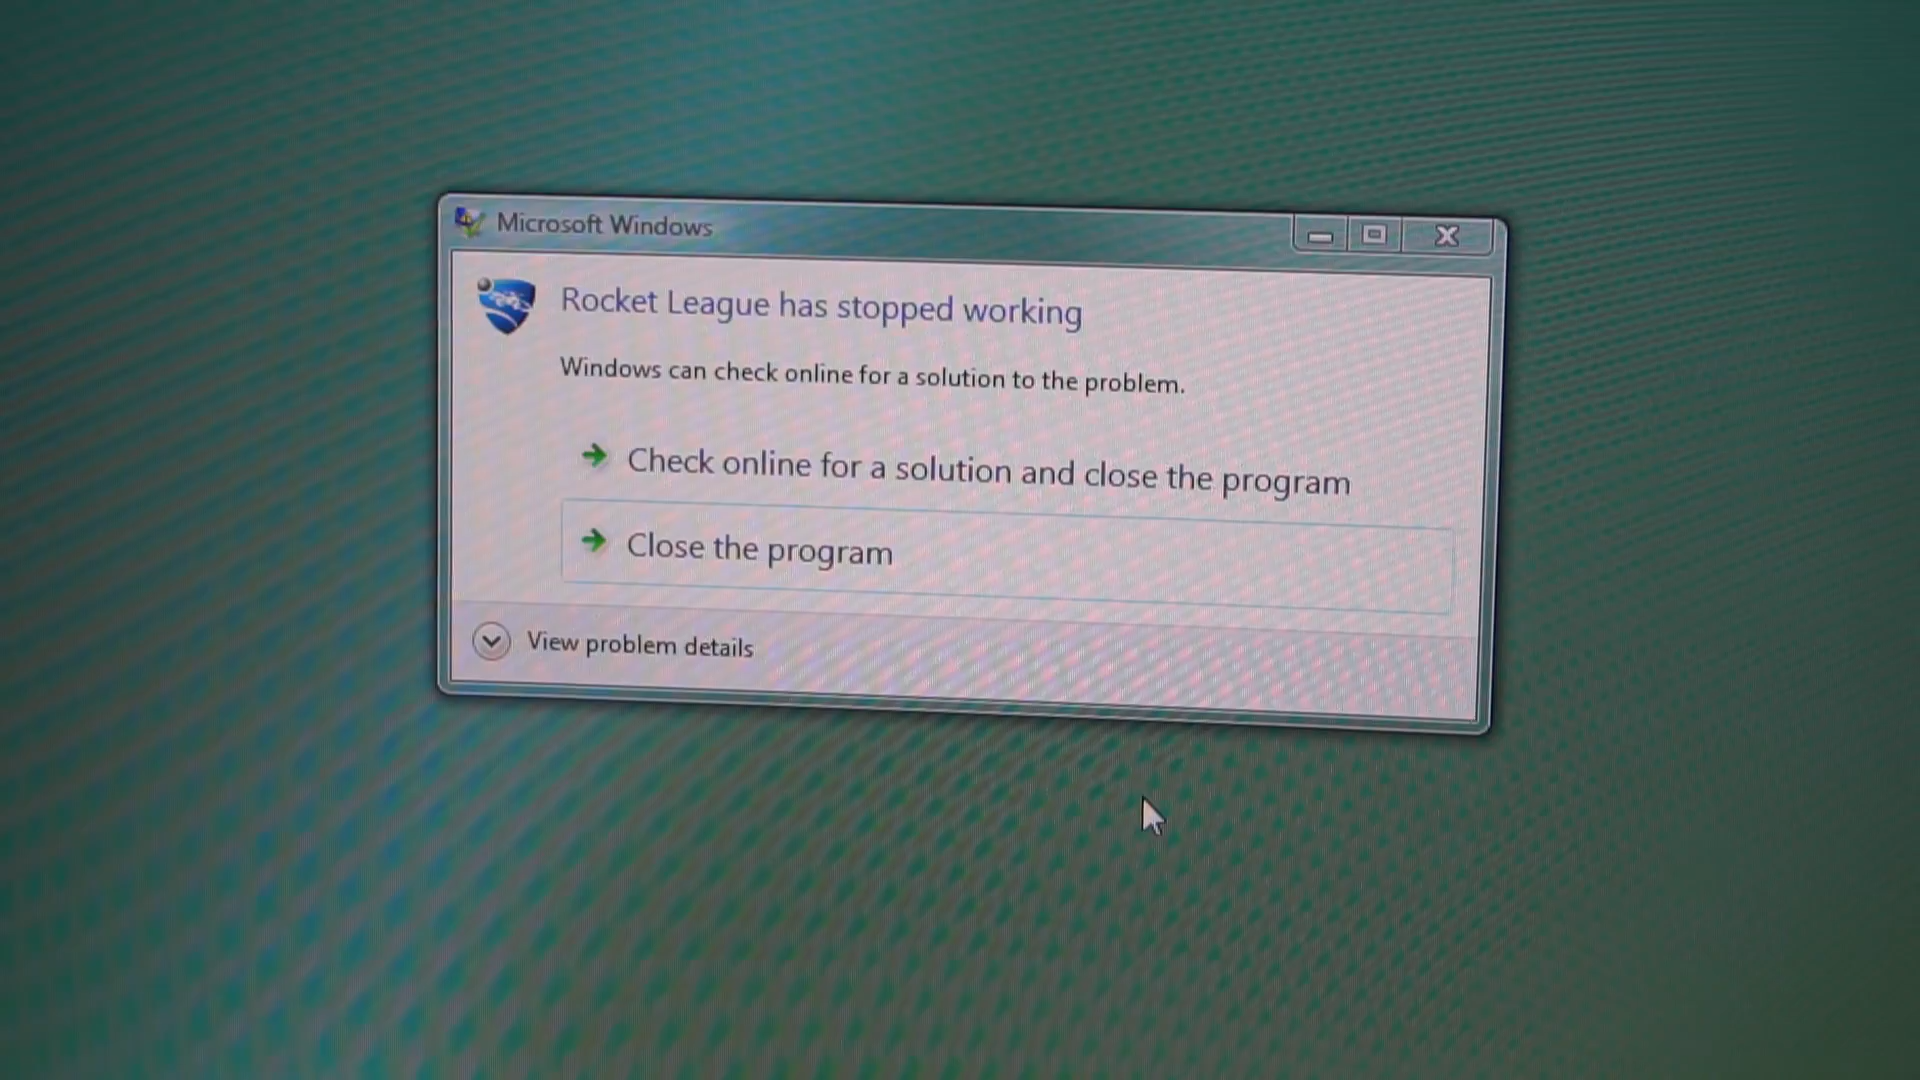 Microsoft Windows
Rocket League has stopped working
Windows can check online for a solution to the problem.
Check online for a solution and close the program
Close the program
View problem details